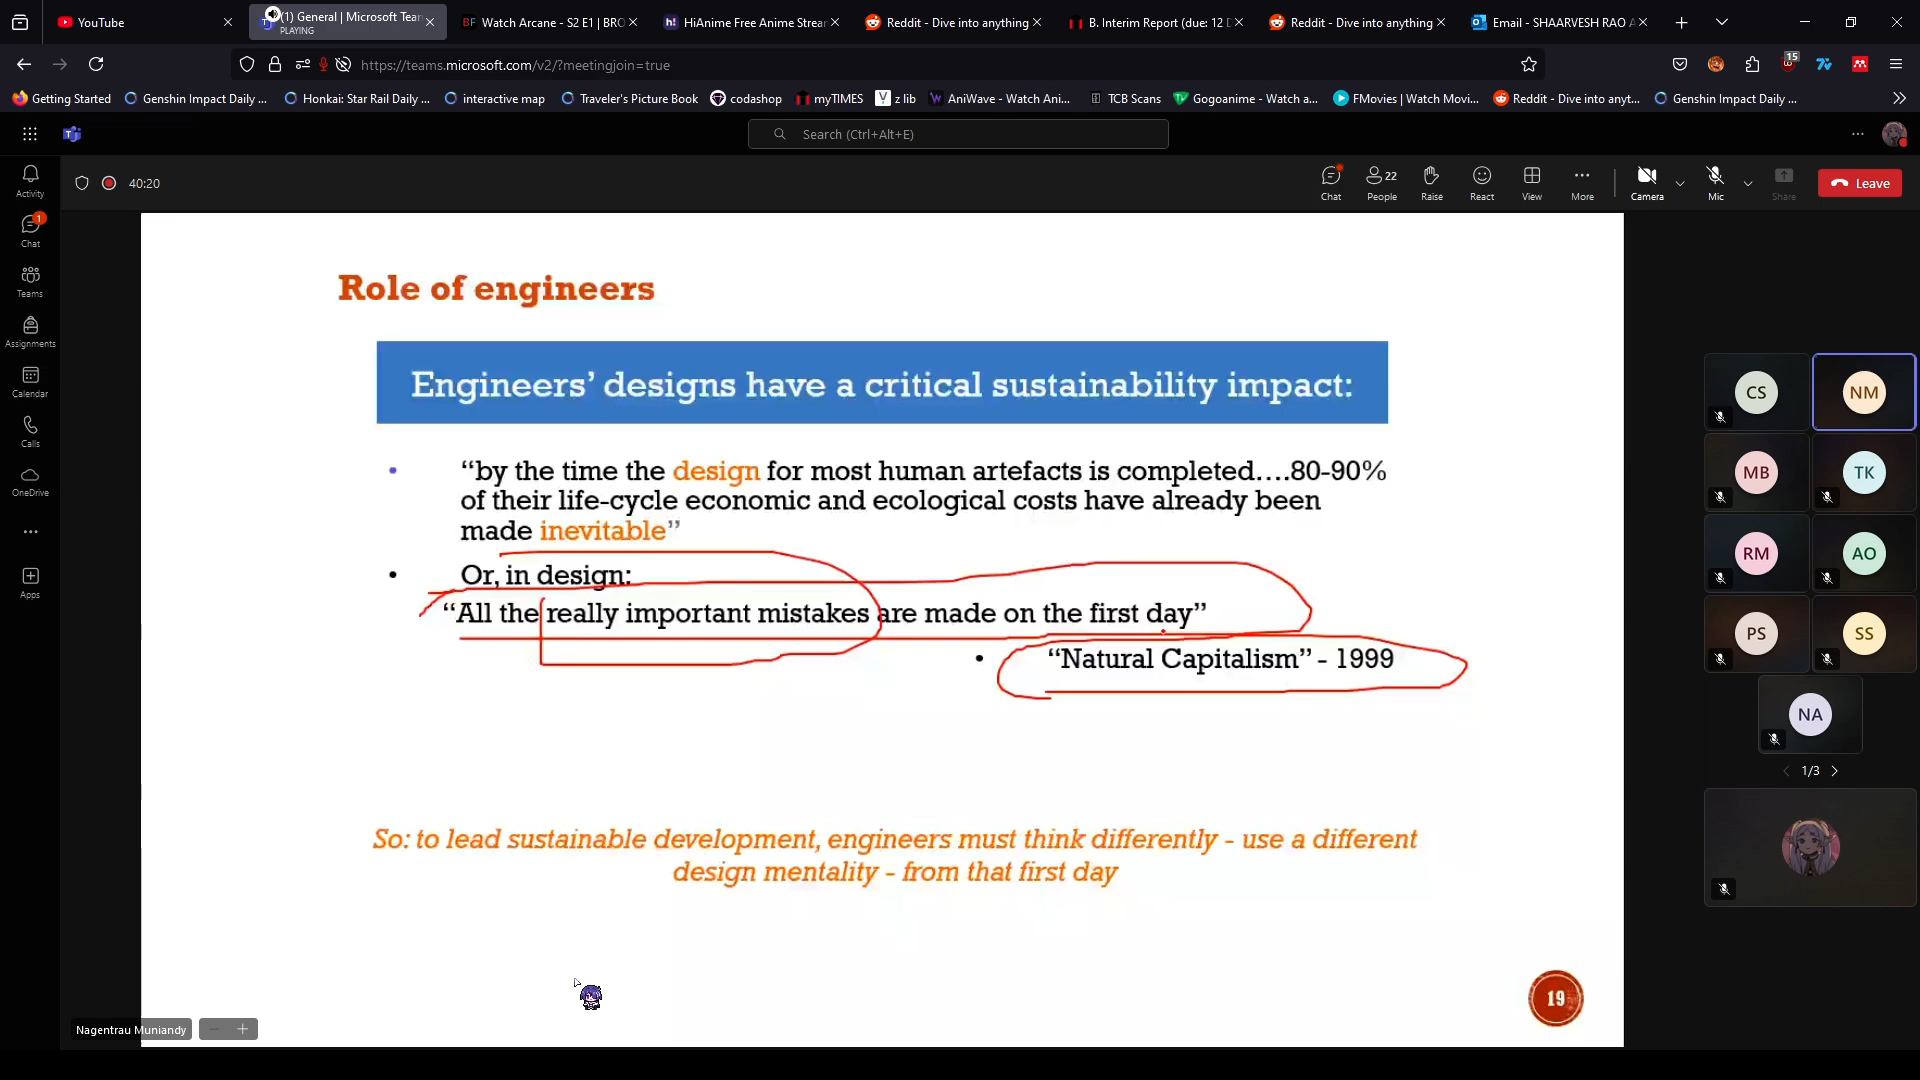 YouTube
(1) General | Microsoft Tean
PLAYING
BF Watch Arcane - S2 E1 | BRO
h! HiAnime Free Anime Strear
Reddit - Dive into anything
B. Interim Report (due: 12 D
Reddit - Dive into anything
Email - SHAARVESH RAO A
https://teams.microsoft.com/v2/?meetingjoin=true
15
Getting Started
Genshin Impact Daily ...
Honkai: Star Rail Daily ...
interactive map
Traveler's Picture Book
codashop
myTIMES
z lib
AniWave - Watch Ani...
TCB Scans
Gogoanime - Watch a...
FMovies | Watch Movi...
Reddit - Dive into anyt...
Genshin Impact Daily ...
Search (Ctrl+Alt+E)
40:20
Chat
22
People
Raise
React
View
More
Camera
Mic
Share
Leave
Activity
1
Chat
Teams
Assignments
Calendar
Calls
OneDrive
Apps
Role of engineers
Engineers’ designs have a critical sustainability impact:
• “by the time the design for most human artefacts is completed….80-90%
of their life-cycle economic and ecological costs have already been
made inevitable”
• Or, in design:
“All the really important mistakes are made on the first day”
• “Natural Capitalism” - 1999
So: to lead sustainable development, engineers must think differently - use a different
design mentality - from that first day
19
Nagentrau Muniandy
CS
NM
MB
TK
RM
AO
PS
SS
NA
1/3